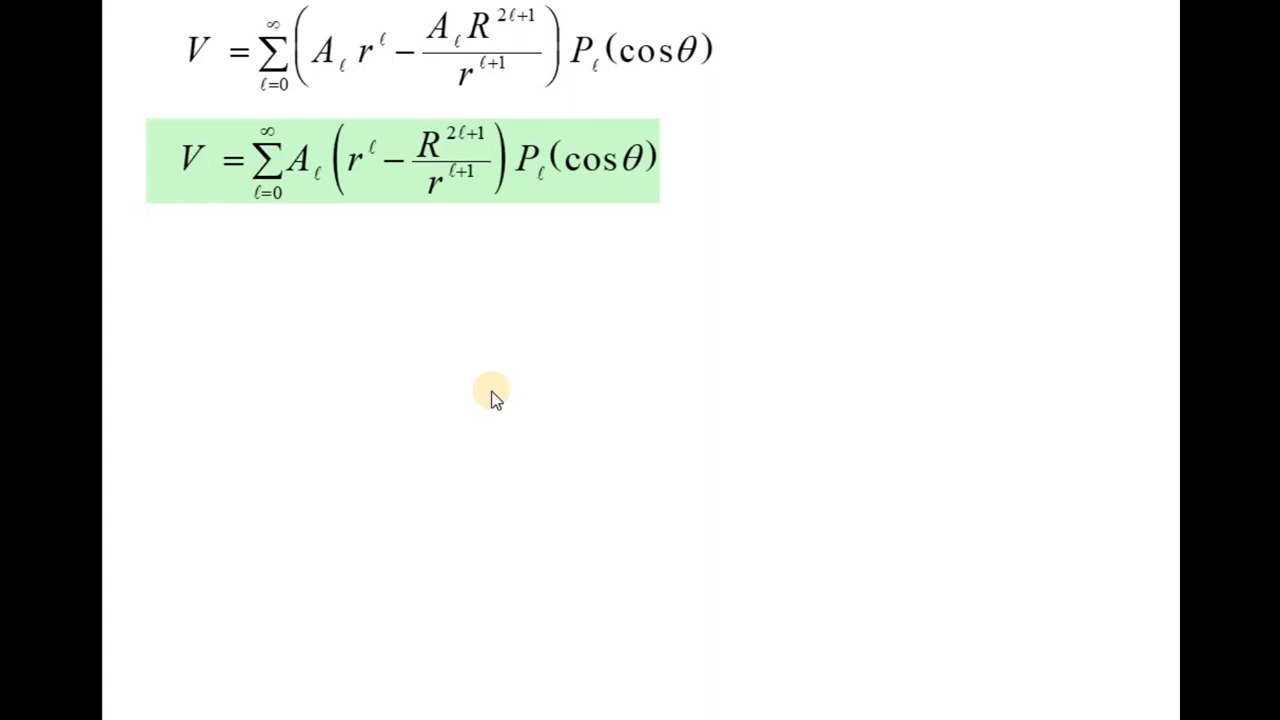 V = \sum_{\ell=0}^{\infty} \left( A_{\ell} r^{\ell} - \frac{A_{\ell} R^{2\ell+1}}{r^{\ell+1}} \right) P_{\ell}(\cos\theta)
V = \sum_{\ell=0}^{\infty} A_{\ell} \left( r^{\ell} - \frac{R^{2\ell+1}}{r^{\ell+1}} \right) P_{\ell}(\cos\theta)